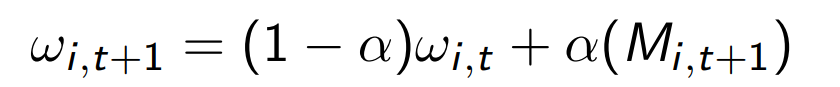 ω_{i,t+1} = (1 − α)ω_{i,t} + α(M_{i,t+1})